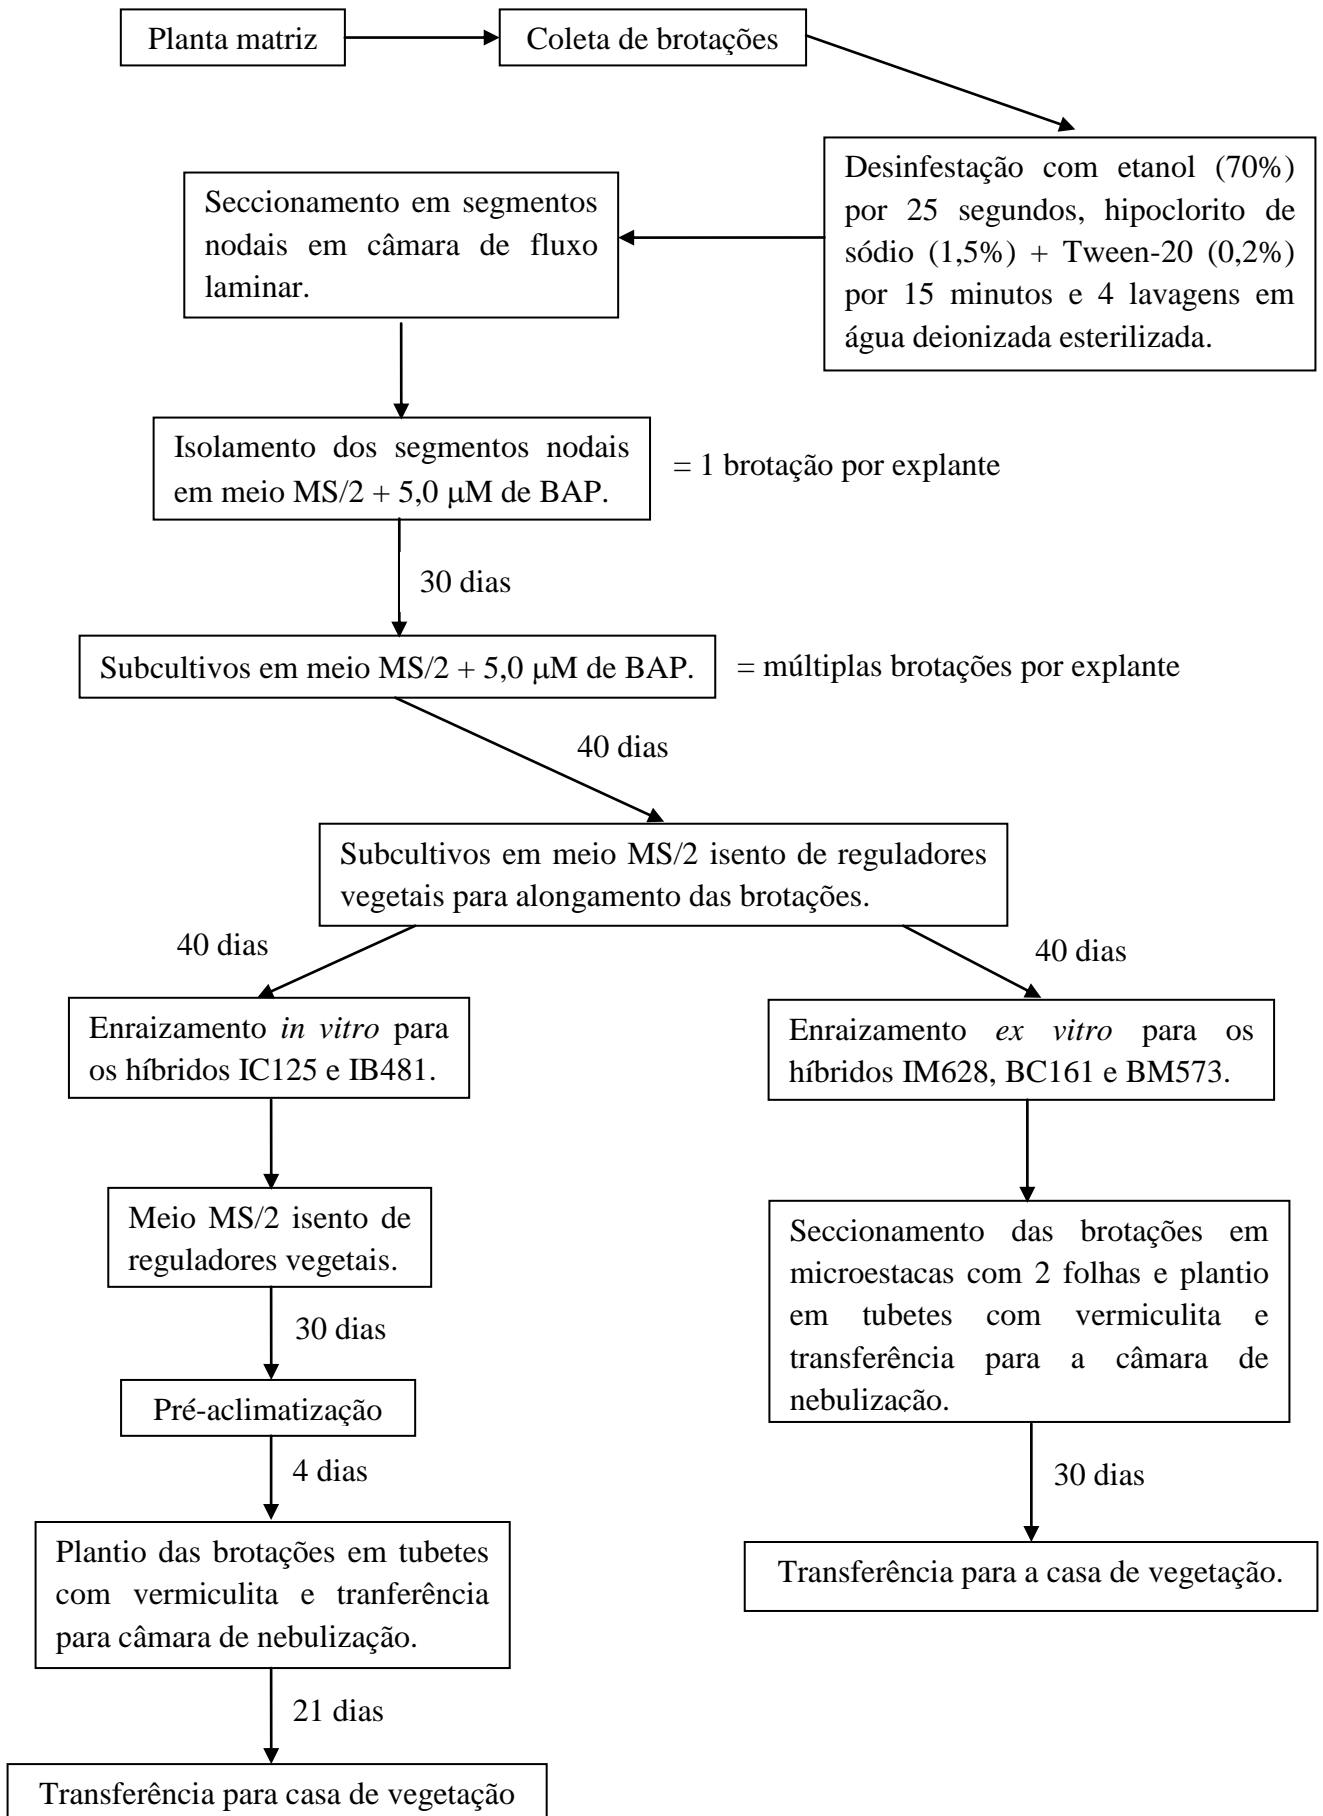 Planta matriz
Coleta de brotações
Desinfestação com etanol (70%)
por 25 segundos, hipoclorito de
sódio (1,5%) + Tween-20 (0,2%)
por 15 minutos e 4 lavagens em
água deionizada esterilizada.
Seccionamento em segmentos
nodais em câmara de fluxo
laminar.
Isolamento dos segmentos nodais
em meio MS/2 + 5,0 μM de BAP.
= 1 brotação por explante
30 dias
Subcultivos em meio MS/2 + 5,0 μM de BAP.
= múltiplas brotações por explante
40 dias
Subcultivos em meio MS/2 isento de reguladores
vegetais para alongamento das brotações.
40 dias
40 dias
Enraizamento in vitro para
os híbridos IC125 e IB481.
Meio MS/2 isento de
reguladores vegetais.
30 dias
Pré-aclimatização
4 dias
Plantio das brotações em tubetes
com vermiculita e tranferência
para câmara de nebulização.
21 dias
Transferência para casa de vegetação
Enraizamento ex vitro para os
híbridos IM628, BC161 e BM573.
Seccionamento das brotações em
microestacas com 2 folhas e plantio
em tubetes com vermiculita e
transferência para a câmara de
nebulização.
30 dias
Transferência para a casa de vegetação.